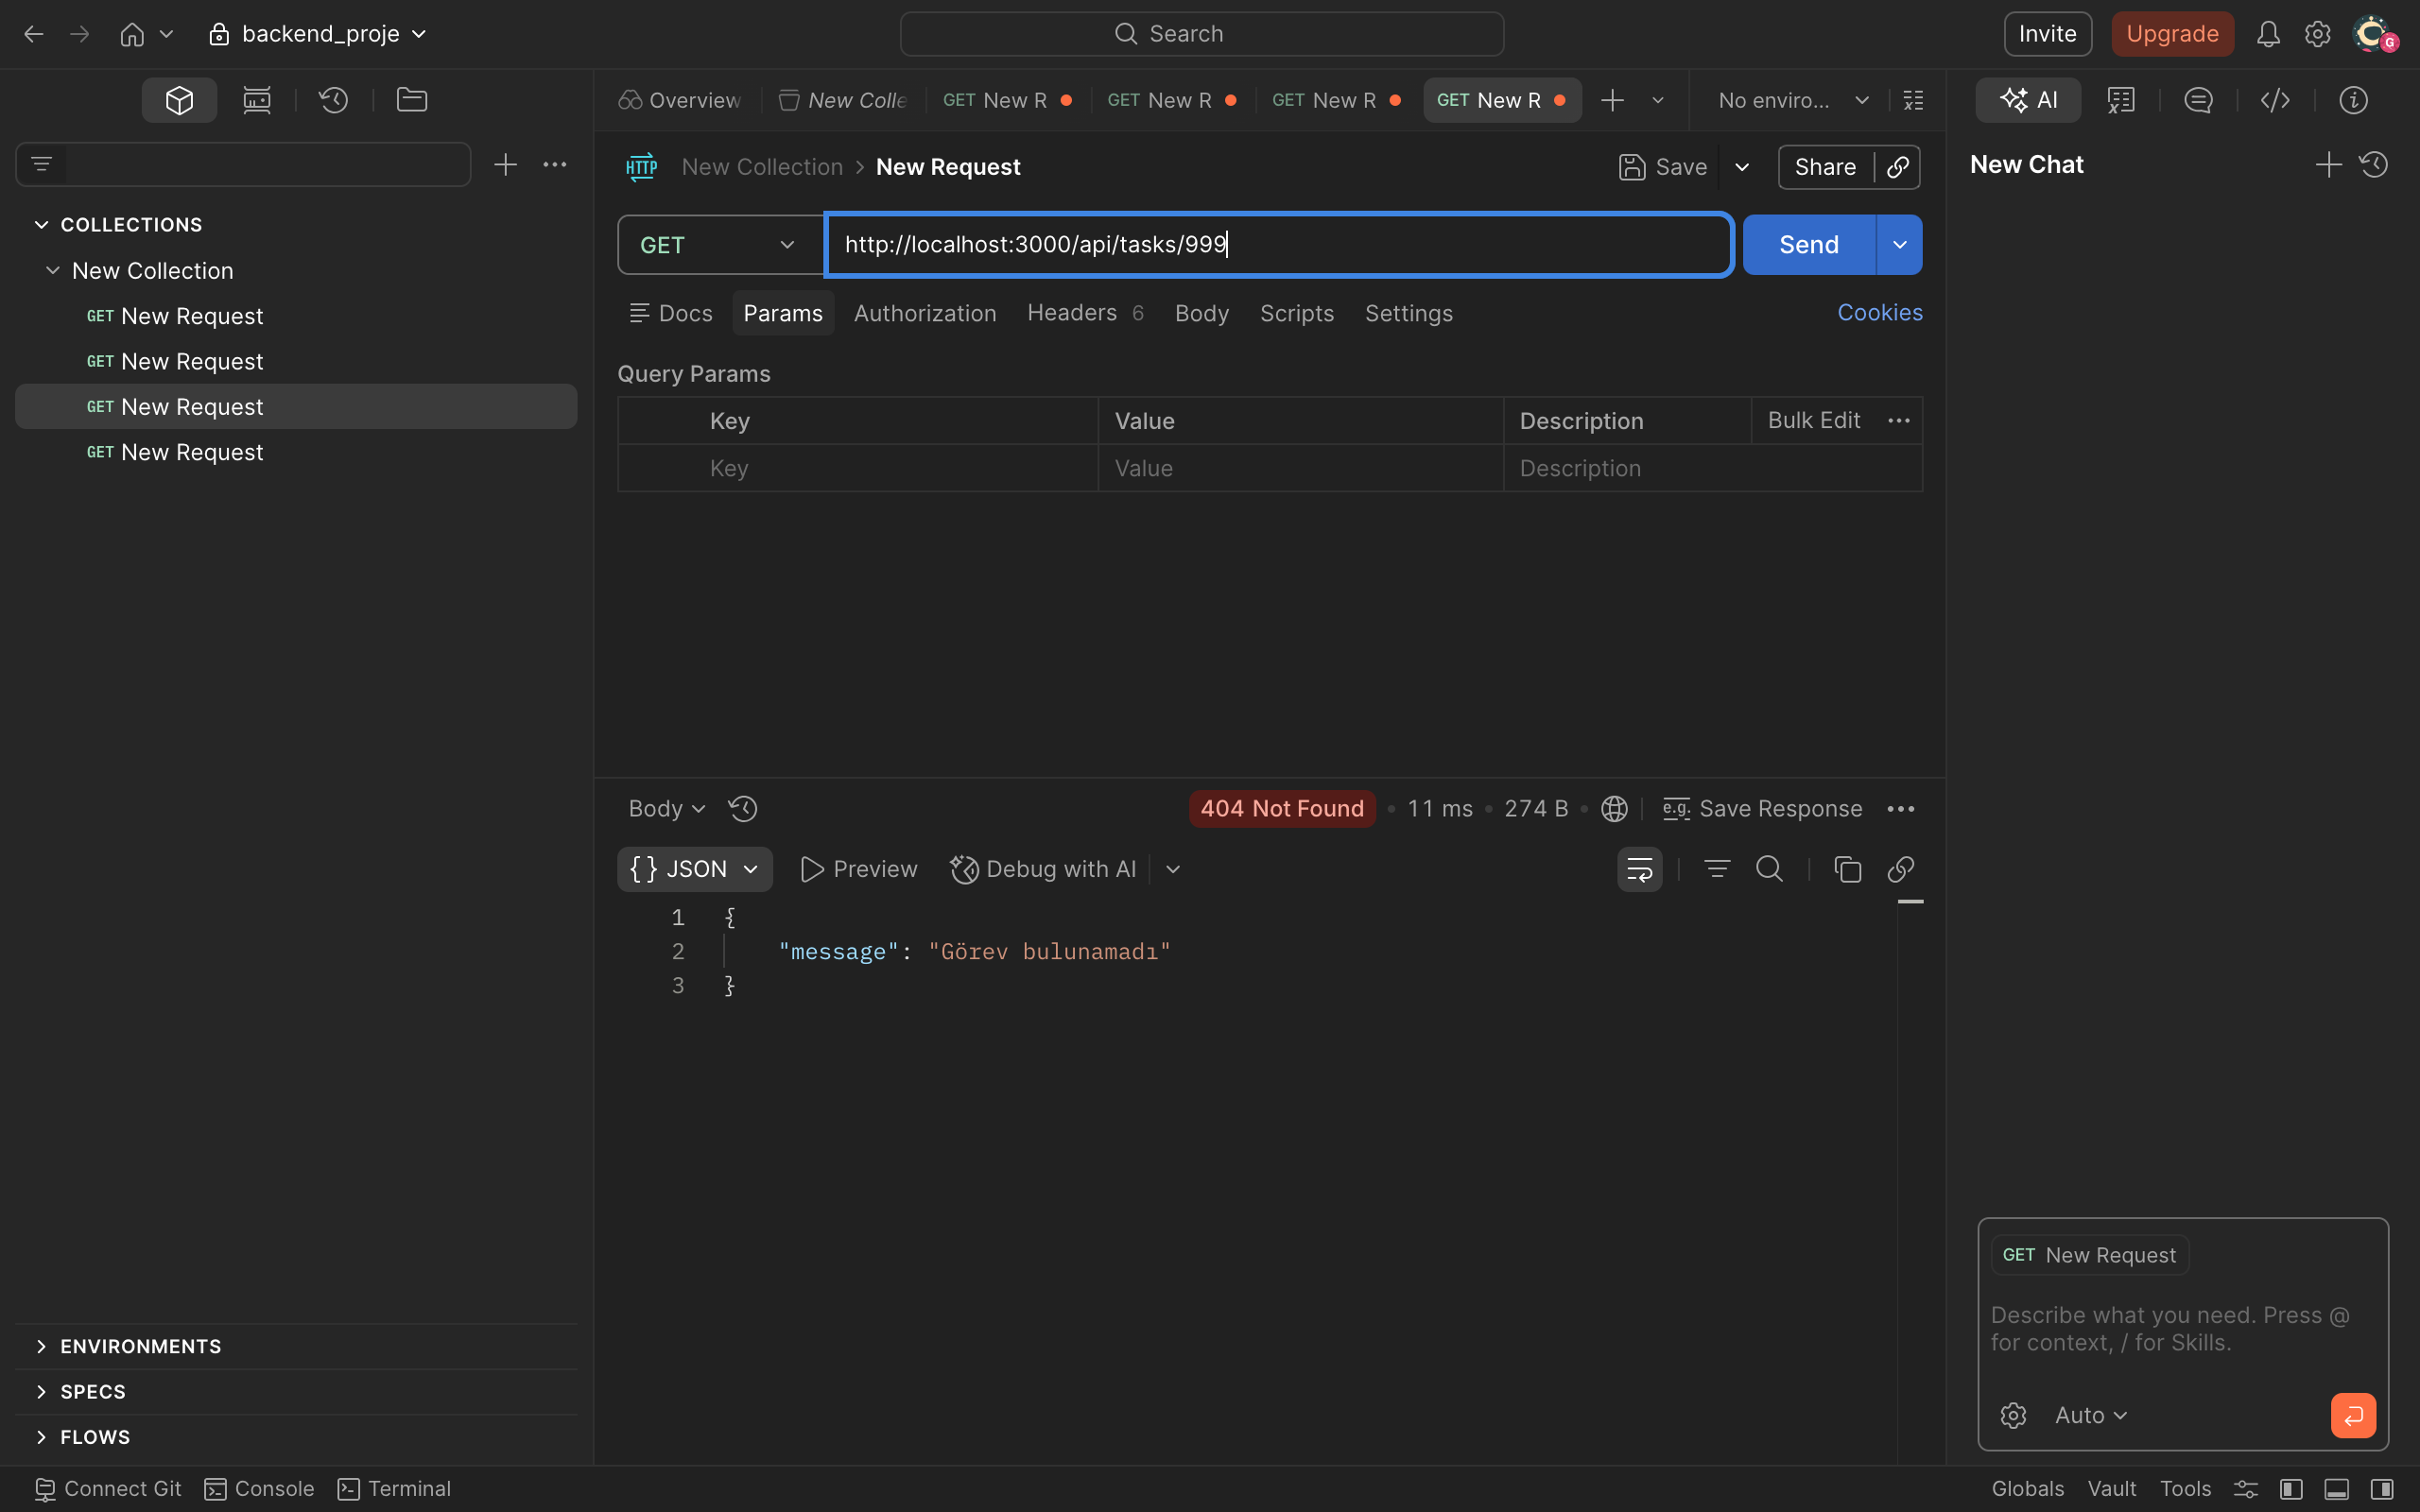 backend_proje
Search
Invite
Upgrade
G
Overview
New Colle
GET New R
GET New R
GET New R
GET New R
No enviro...
AI
HTTP
New Collection > New Request
Save
Share
New Chat
COLLECTIONS
New Collection
GET New Request
GET New Request
GET New Request
GET New Request
GET
http://localhost:3000/api/tasks/999
Send
Docs
Params
Authorization
Headers 6
Body
Scripts
Settings
Cookies
Query Params
Key Value Description Bulk Edit
Key Value Description
Body
404 Not Found • 11 ms • 274 B •
e.g. Save Response
{} JSON
Preview
Debug with AI
1 {
2 "message": "Görev bulunamadı"
3 }
GET New Request
Describe what you need. Press @
for context, / for Skills.
Auto
ENVIRONMENTS
SPECS
FLOWS
Connect Git
Console
Terminal
Globals
Vault
Tools